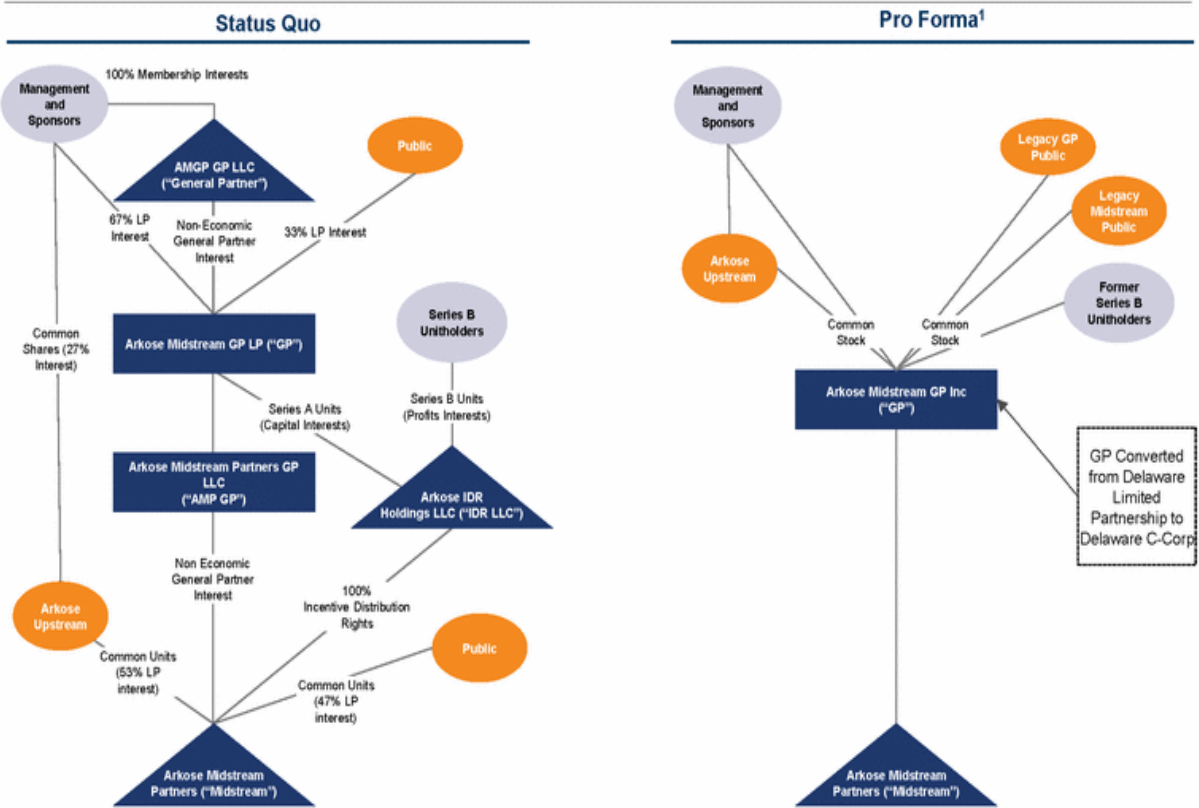 Status Quo
100% Membership Interests
Management
and
Sponsors
AMGP GP LLC
("General Partner")
Public
67% LP
Interest
Non-Economic
General Partner
Interest
33% LP Interest
Common
Shares (27%
Interest)
Arkose Midstream GP LP ("GP")
Series B
Unitholders
Series A Units
(Capital Interests)
Series B Units
(Profits Interests)
Arkose Midstream Partners GP
LLC
("AMP GP")
Arkose IDR
Holdings LLC ("IDR LLC")
Non Economic
General Partner
Interest
100%
Incentive Distribution
Rights
Arkose
Upstream
Public
Common Units
(53% LP
interest)
Common Units
(47% LP
interest)
Arkose Midstream
Partners ("Midstream")
Pro Forma¹
Management
and
Sponsors
Legacy GP
Public
Legacy
Midstream
Public
Arkose
Upstream
Former
Series B
Unitholders
Common
Stock
Common
Stock
Arkose Midstream GP Inc
("GP")
GP Converted
from Delaware
Limited
Partnership to
Delaware C-Corp
Arkose Midstream
Partners ("Midstream")